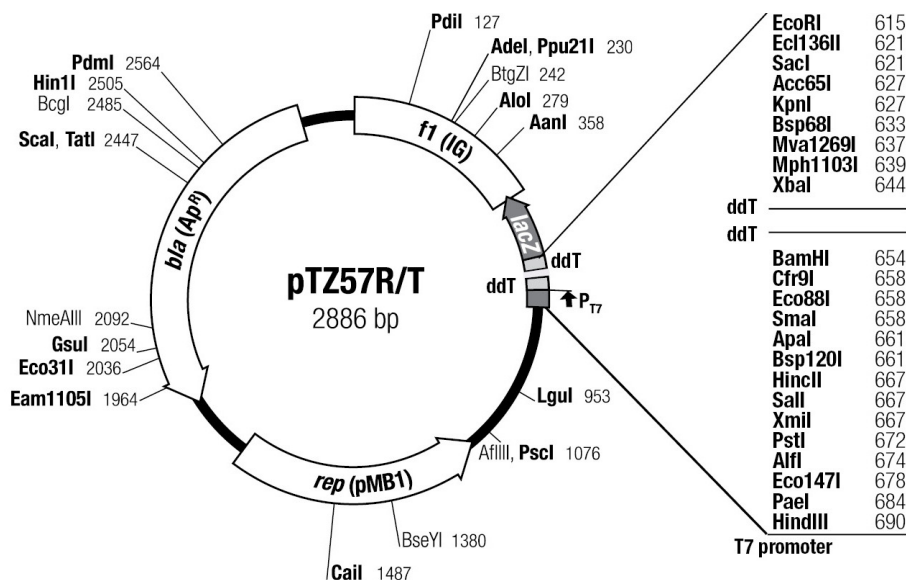 PdiI 127
AdeI, Ppu21I 230
BtgZI 242
AloI 279
AanI 358
PdmI 2564
Hin1I 2505
BcgI 2485
ScaI, TatI 2447
f1 (IG)
bla (ApR)
lacZ
ddT
ddT
PT7
pTZ57R/T
2886 bp
NmeAIII 2092
GsuI 2054
Eco31I 2036
Eam1105I 1964
LguI 953
AflIII, PscI 1076
rep (pMB1)
BseYI 1380
CaiI 1487
EcoRI 615
Ecl136II 621
SacI 621
Acc65I 627
KpnI 627
Bsp68I 633
Mva1269I 637
Mph1103I 639
XbaI 644
ddT
ddT
BamHI 654
Cfr9I 658
Eco88I 658
SmaI 658
ApaI 661
Bsp120I 661
HincII 667
SalI 667
XmiI 667
PstI 672
AlfI 674
Eco147I 678
PaeI 684
HindIII 690
T7 promoter